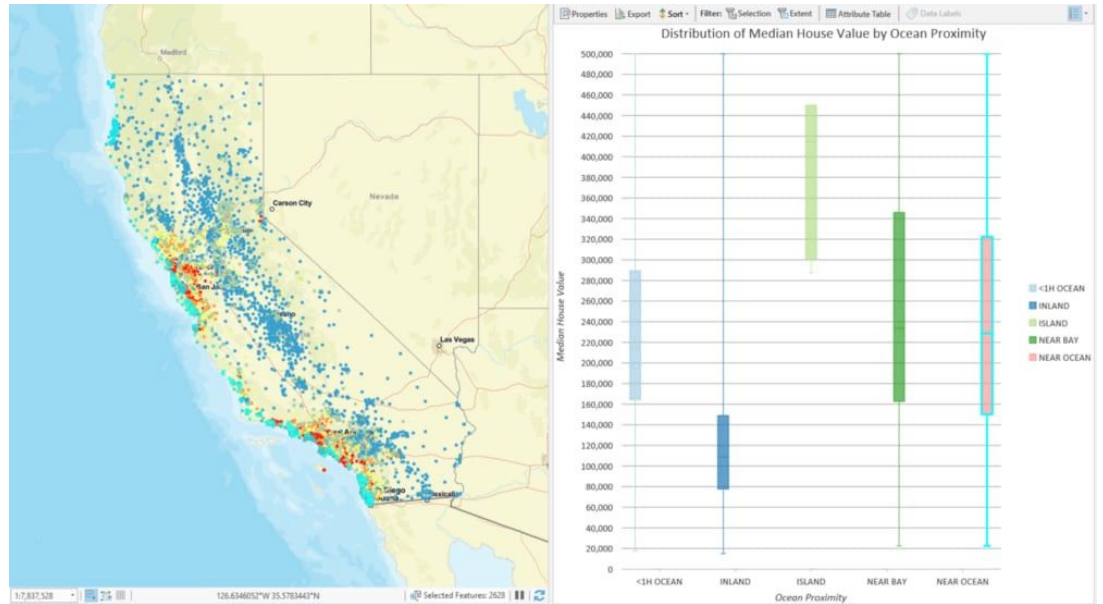 Medford
Carson City
Nevada
San Jo
Las Vegas
Diego
1:7,837,528
126.6346052°W 35.5783443°N
Selected Features: 2628
Properties Export Sort Filter: Selection Extent Attribute Table Data Labels
Distribution of Median House Value by Ocean Proximity
500,000
480,000
460,000
440,000
420,000
400,000
380,000
360,000
340,000
320,000
300,000
280,000
260,000
240,000
220,000
200,000
180,000
160,000
140,000
120,000
100,000
80,000
60,000
40,000
20,000
0
Median House Value
<1H OCEAN
INLAND
ISLAND
NEAR BAY
NEAR OCEAN
<1H OCEAN INLAND ISLAND NEAR BAY NEAR OCEAN
Ocean Proximity